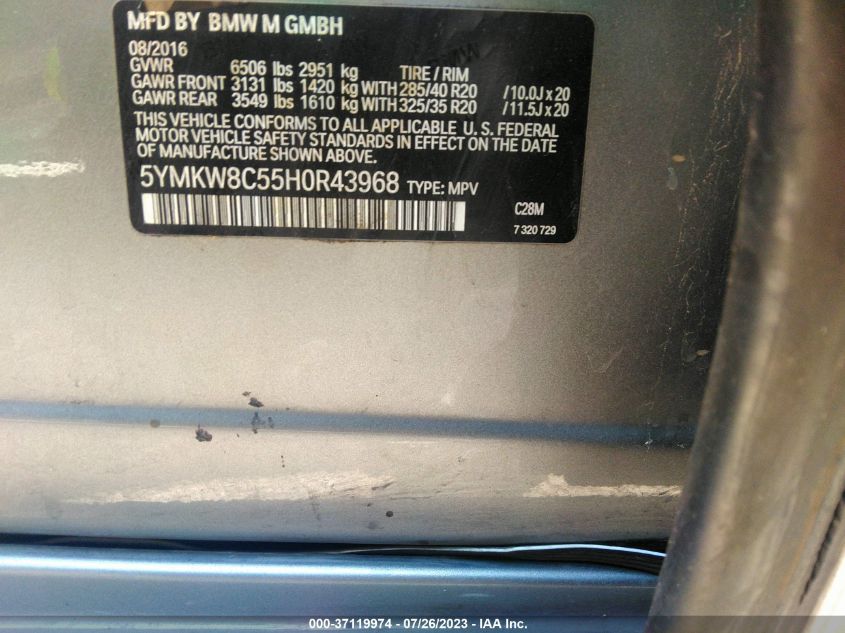 MFD BY BMW M GMBH
08/2016
GVWR 6506 lbs 2951 kg TIRE / RIM
GAWR FRONT 3131 lbs 1420 kg WITH 285/40 R20 /10.0J x 20
GAWR REAR 3549 lbs 1610 kg WITH 325/35 R20 /11.5J x 20
THIS VEHICLE CONFORMS TO ALL APPLICABLE U. S. FEDERAL
MOTOR VEHICLE SAFETY STANDARDS IN EFFECT ON THE DATE
OF MANUFACTURE SHOWN ABOVE.
5YMKW8C55H0R43968 TYPE: MPV
C28M
7 320 729
000-37119974 / 07/26/2023 - IAA Inc.